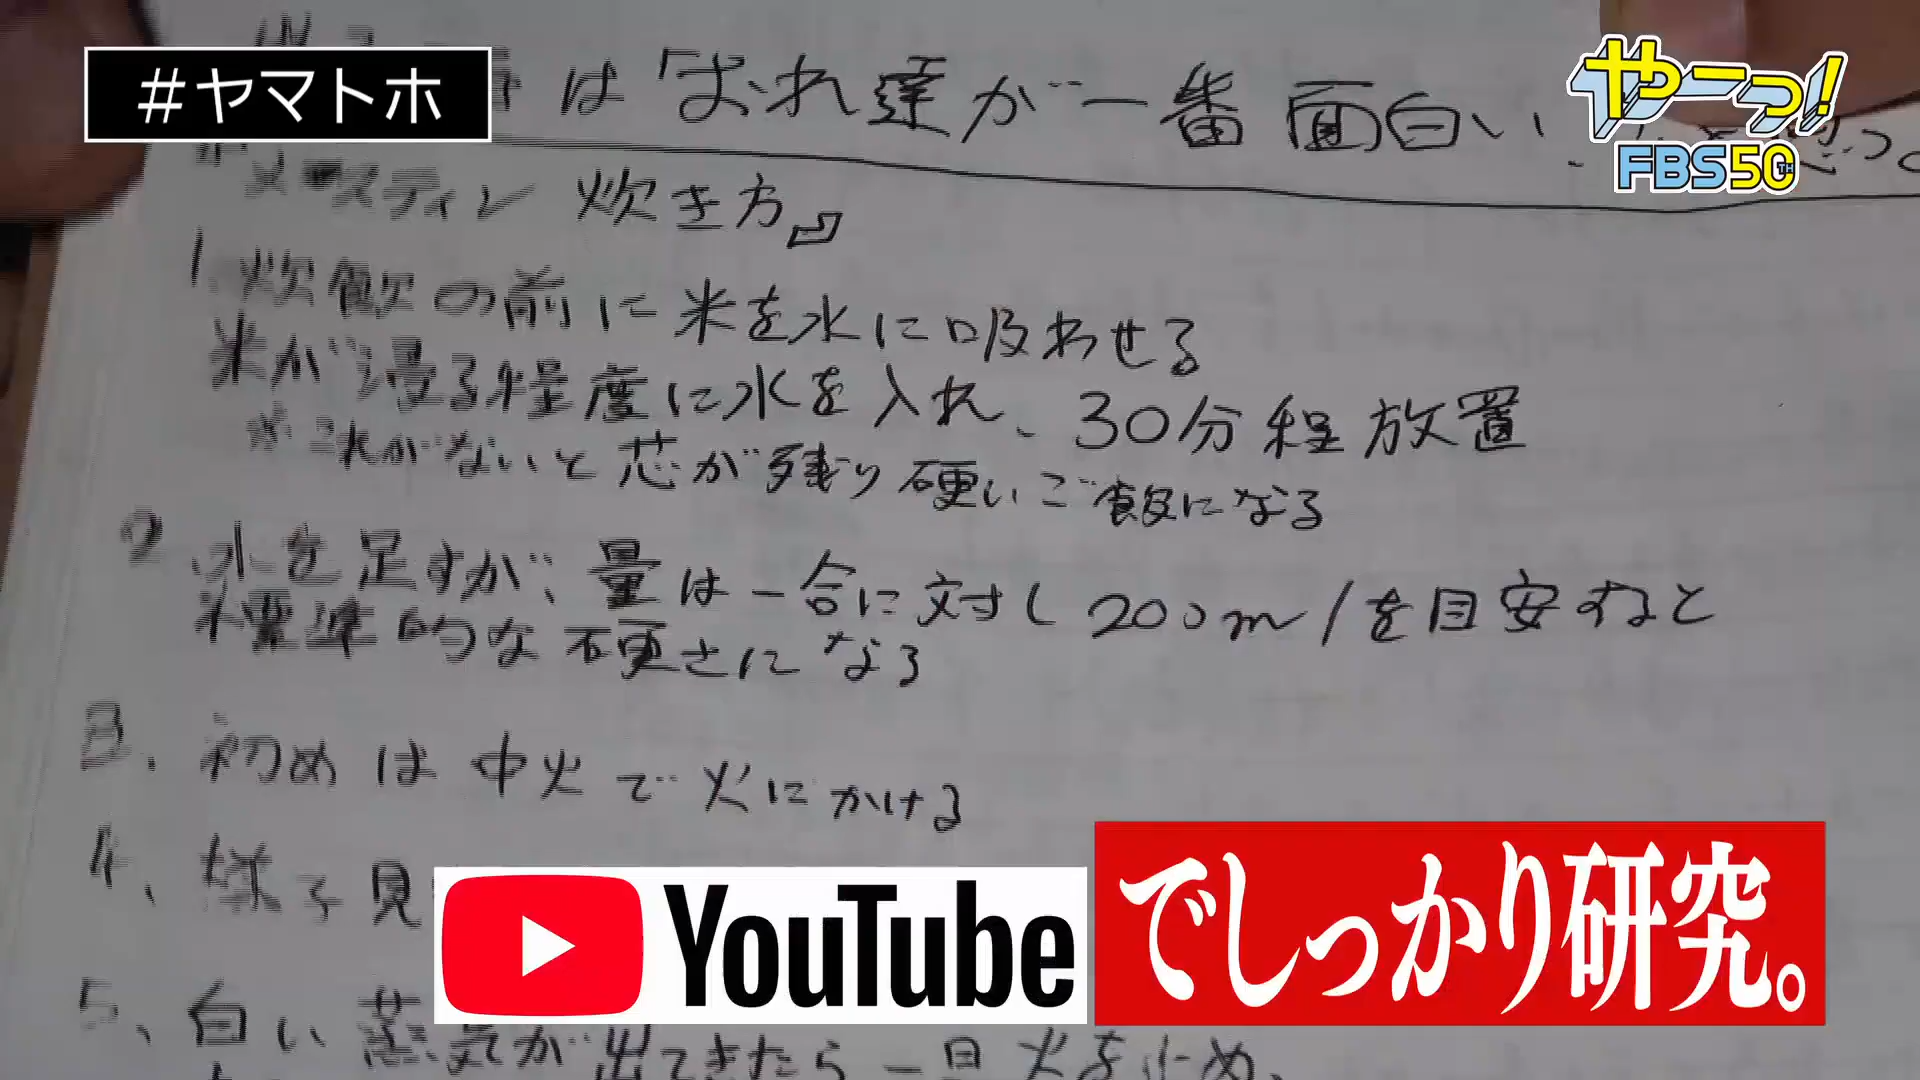 #ヤマトホ
やーっ!
FBS50TH
は「おれ達が一番面白い
メスティン 炊き方』
1.炊飯の前に米を水に吸わせる
米が浸る程度に水を入れ、30分程放置
※これがないと芯が残り硬いご飯になる
2 水を足すが、量は一合に対し200mlを目安すると
標準的な硬さになる
3、初めは中火で火にかける
4、様子見
5、白い蒸気が出てきたら一旦火を止め、
YouTube
でしっかり研究。